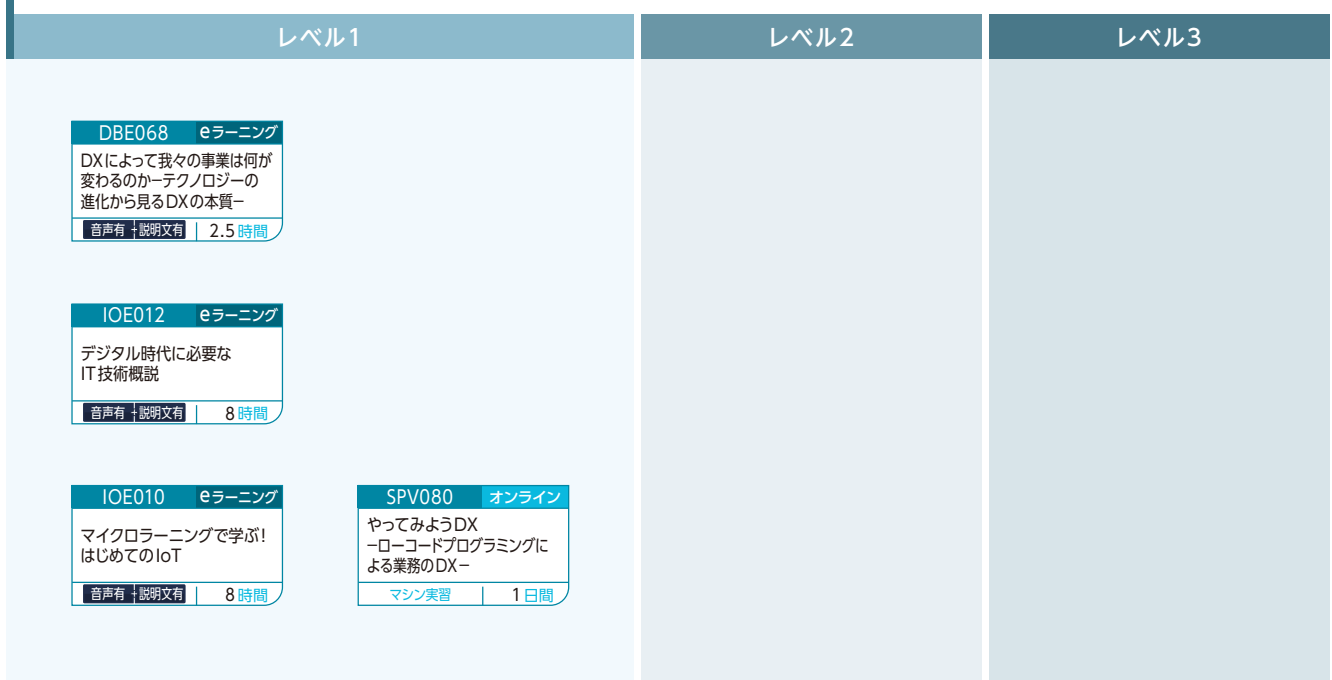 レベル1
レベル2
レベル3
DBE068 eラーニング
DXによって我々の事業は何が
変わるのかーテクノロジーの
進化から見るDXの本質ー
音声有+説明文有 2.5時間
IOE012 eラーニング
デジタル時代に必要な
IT技術概説
音声有+説明文有 8時間
IOE010 eラーニング
マイクロラーニングで学ぶ!
はじめてのIoT
音声有+説明文有 8時間
SPV080 オンライン
やってみようDX
ーローコードプログラミングに
よる業務のDXー
マシン実習 1日間